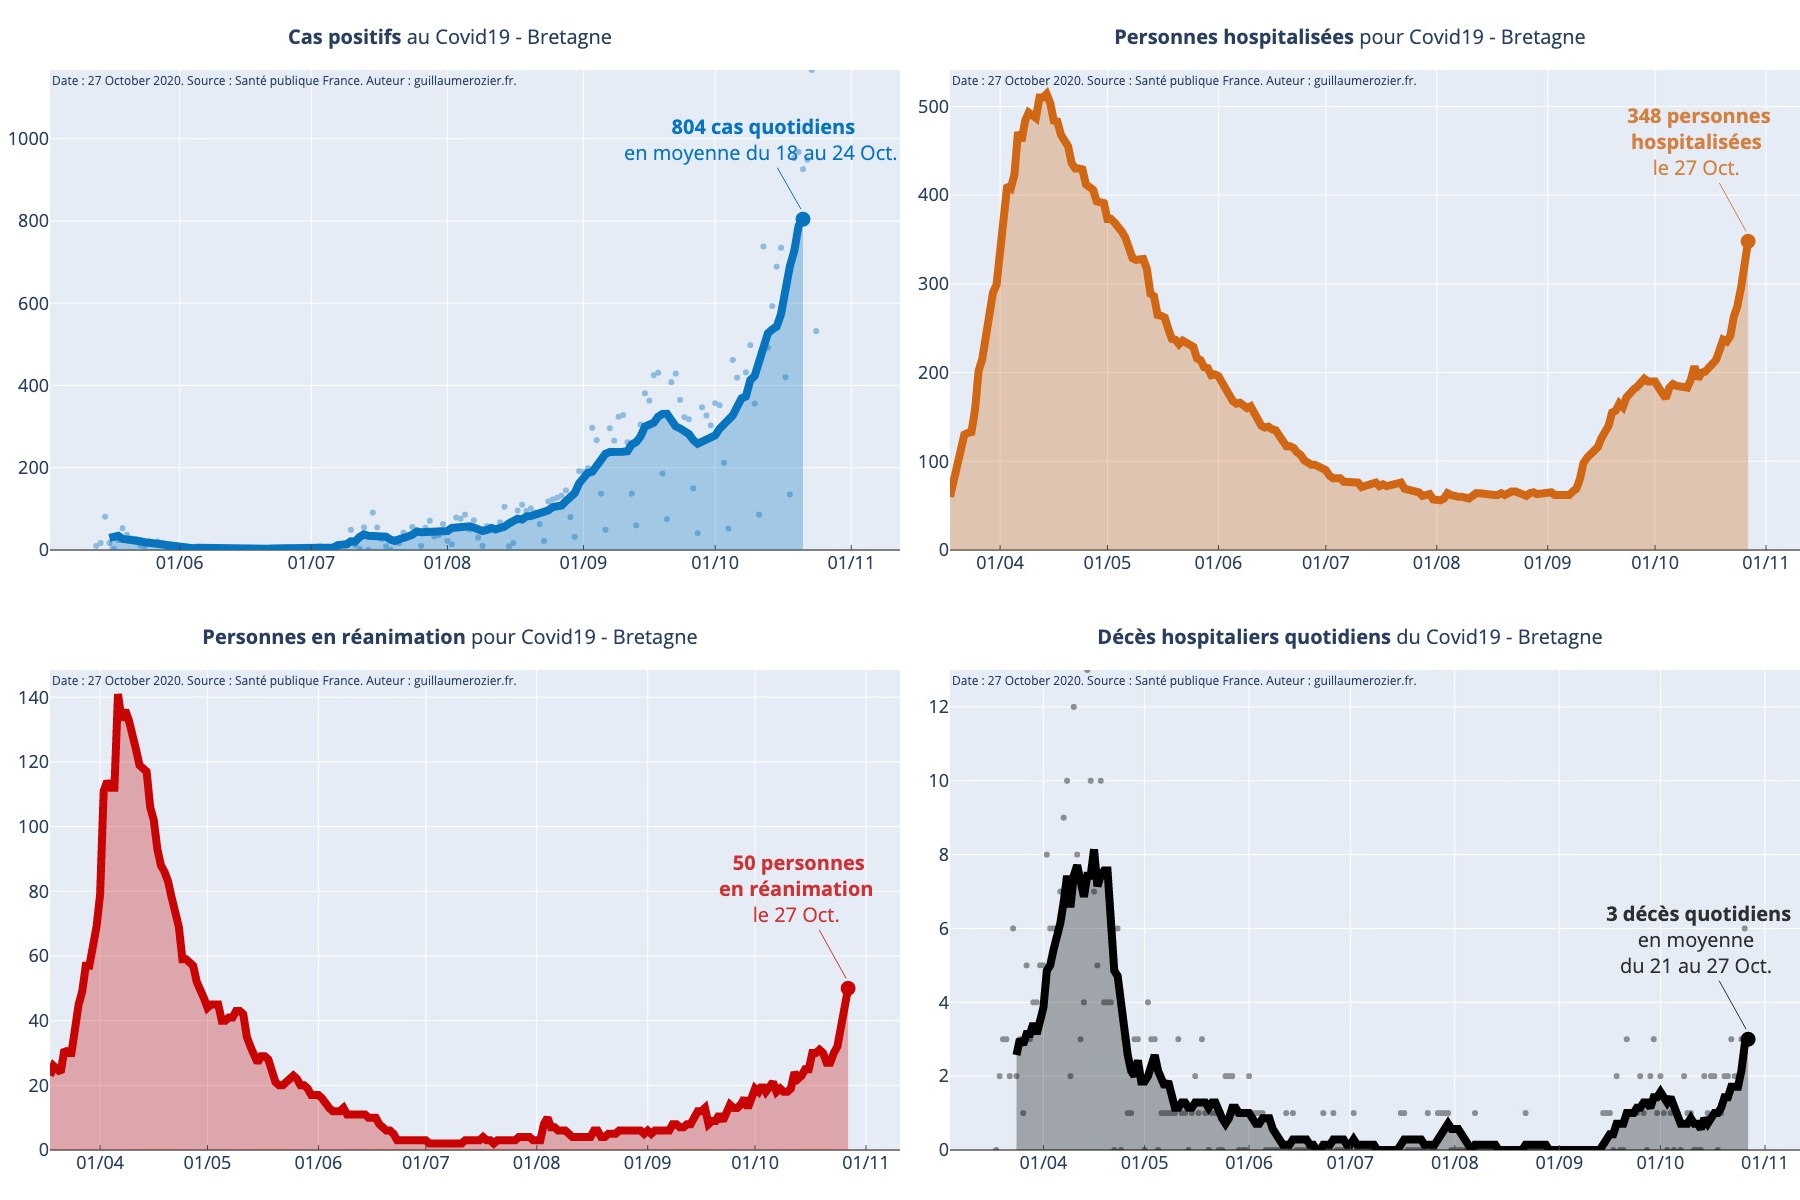 Cas positifs au Covid19 - Bretagne
Date : 27 October 2020. Source : Santé publique France. Auteur : guillaumerozier.fr.
804 cas quotidiens
en moyenne du 18 au 24 Oct.
1000
800
600
400
200
0
01/06 01/07 01/08 01/09 01/10 01/11
Personnes hospitalisées pour Covid19 - Bretagne
Date : 27 October 2020. Source : Santé publique France. Auteur : guillaumerozier.fr.
348 personnes
hospitalisées
le 27 Oct.
500
400
300
200
100
0
01/04 01/05 01/06 01/07 01/08 01/09 01/10 01/11
Personnes en réanimation pour Covid19 - Bretagne
Date : 27 October 2020. Source : Santé publique France. Auteur : guillaumerozier.fr.
50 personnes
en réanimation
le 27 Oct.
140
120
100
80
60
40
20
0
01/04 01/05 01/06 01/07 01/08 01/09 01/10 01/11
Décès hospitaliers quotidiens du Covid19 - Bretagne
Date : 27 October 2020. Source : Santé publique France. Auteur : guillaumerozier.fr.
3 décès quotidiens
en moyenne
du 21 au 27 Oct.
12
10
8
6
4
2
0
01/04 01/05 01/06 01/07 01/08 01/09 01/10 01/11